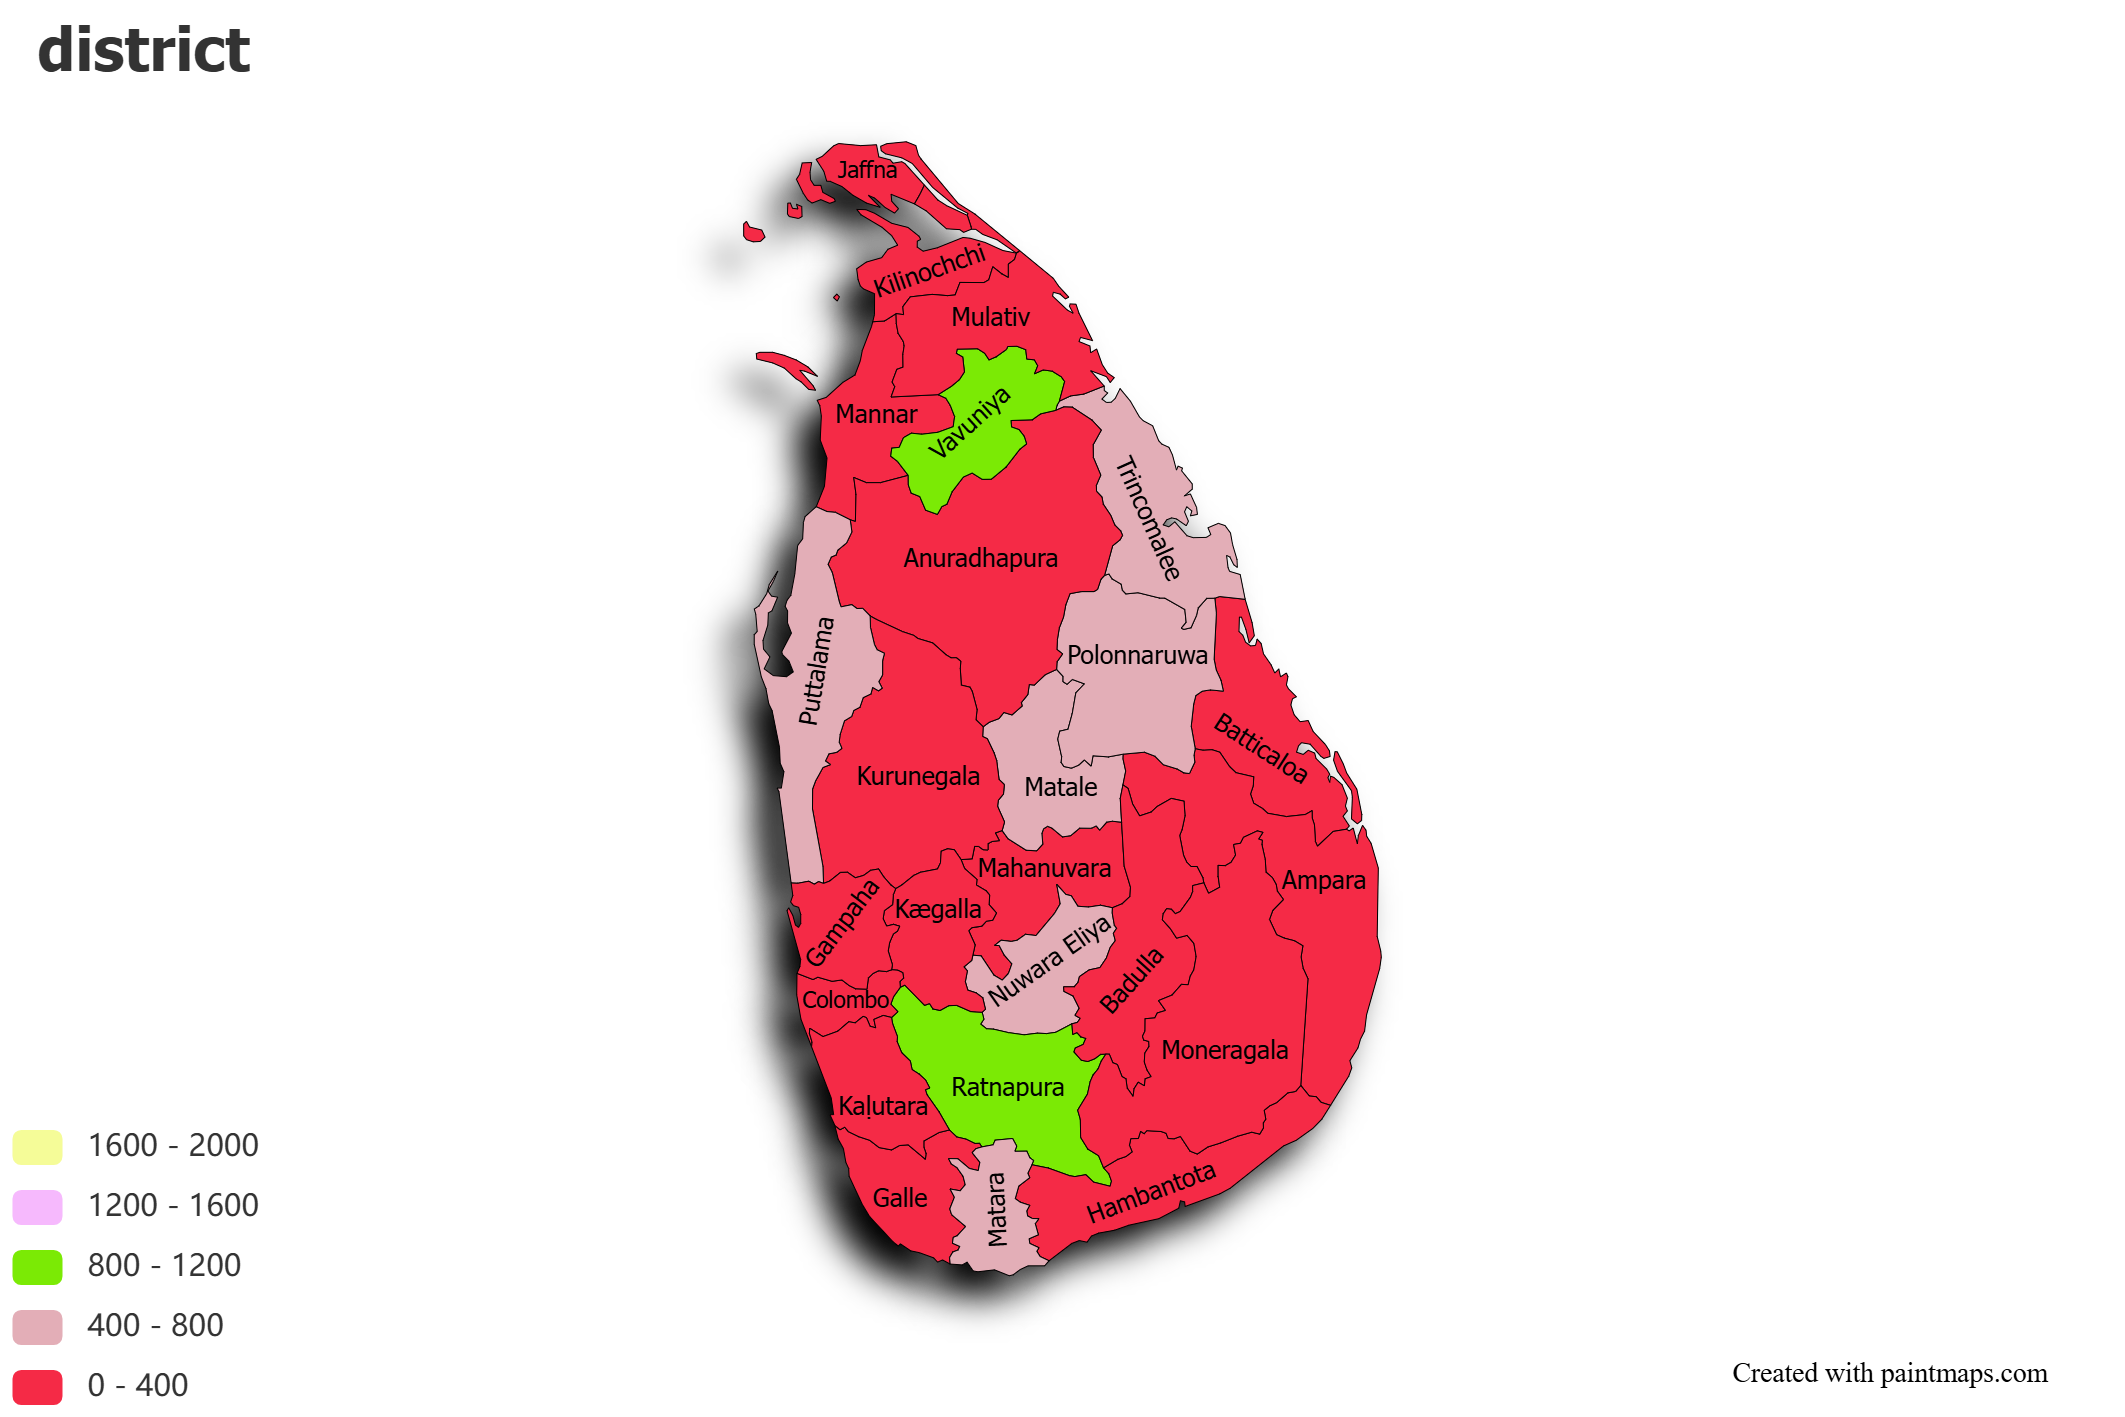 district
Jaffna
Kilinochchi
Mulativ
Mannar
Vavuniya
Trincomalee
Anuradhapura
Puttalama
Polonnaruwa
Batticaloa
Kurunegala
Matale
Mahanuvara
Ampara
Gampaha
Kægalla
Nuwara Eliya
Badulla
Colombo
Moneragala
Ratnapura
Kaḷutara
Galle
Matara
Hambantota
1600 - 2000
1200 - 1600
800 - 1200
400 - 800
0 - 400
Created with paintmaps.com